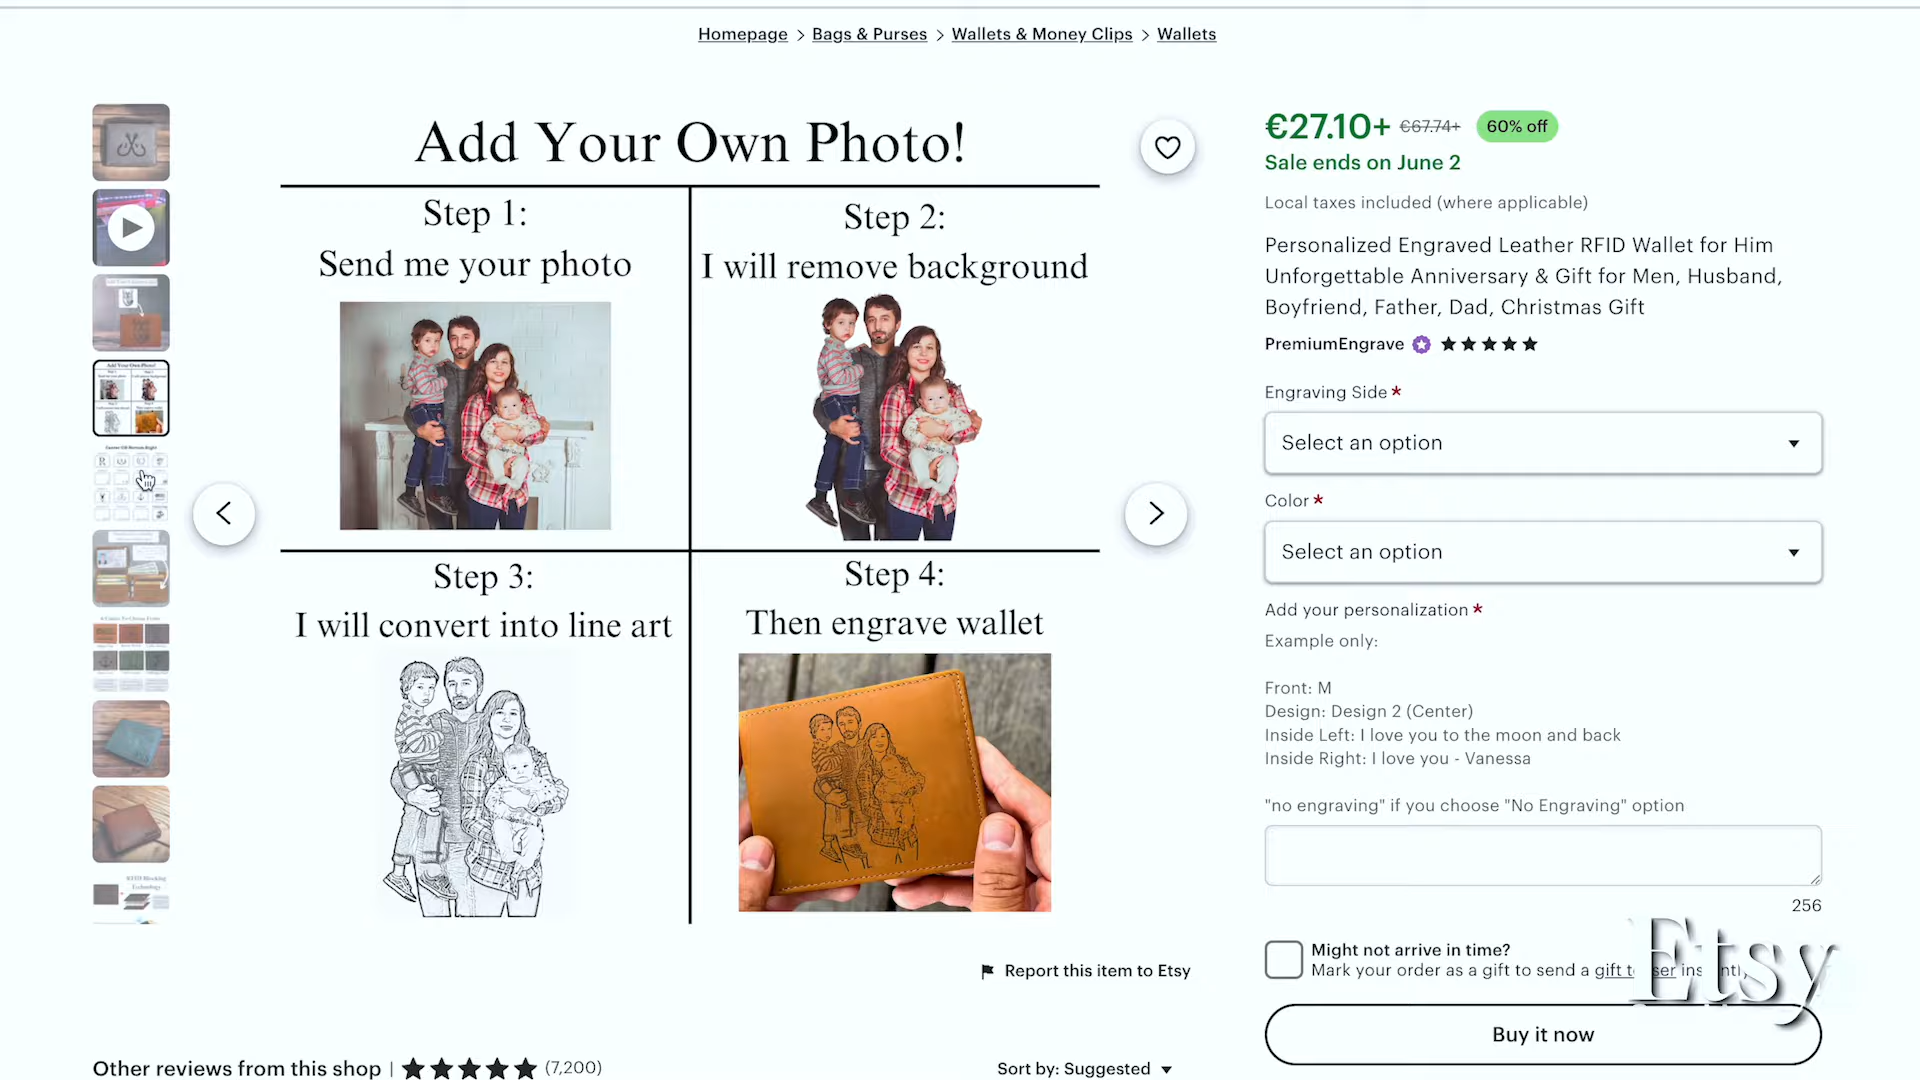 Homepage > Bags & Purses > Wallets & Money Clips > Wallets
Add Your Own Photo!
Step 1:
Send me your photo
Step 2:
I will remove background
Step 3:
I will convert into line art
Step 4:
Then engrave wallet
Report this item to Etsy
Other reviews from this shop | (7,200)
Sort by: Suggested
€27.10+ €67.74+ 60% off
Sale ends on June 2
Local taxes included (where applicable)
Personalized Engraved Leather RFID Wallet for Him
Unforgettable Anniversary & Gift for Men, Husband,
Boyfriend, Father, Dad, Christmas Gift
PremiumEngrave
Engraving Side *
Select an option
Color *
Select an option
Add your personalization *
Example only:
Front: M
Design: Design 2 (Center)
Inside Left: I love you to the moon and back
Inside Right: I love you - Vanessa
"no engraving" if you choose "No Engraving" option
256
Might not arrive in time?
Mark your order as a gift to send a gift
Etsy
Buy it now